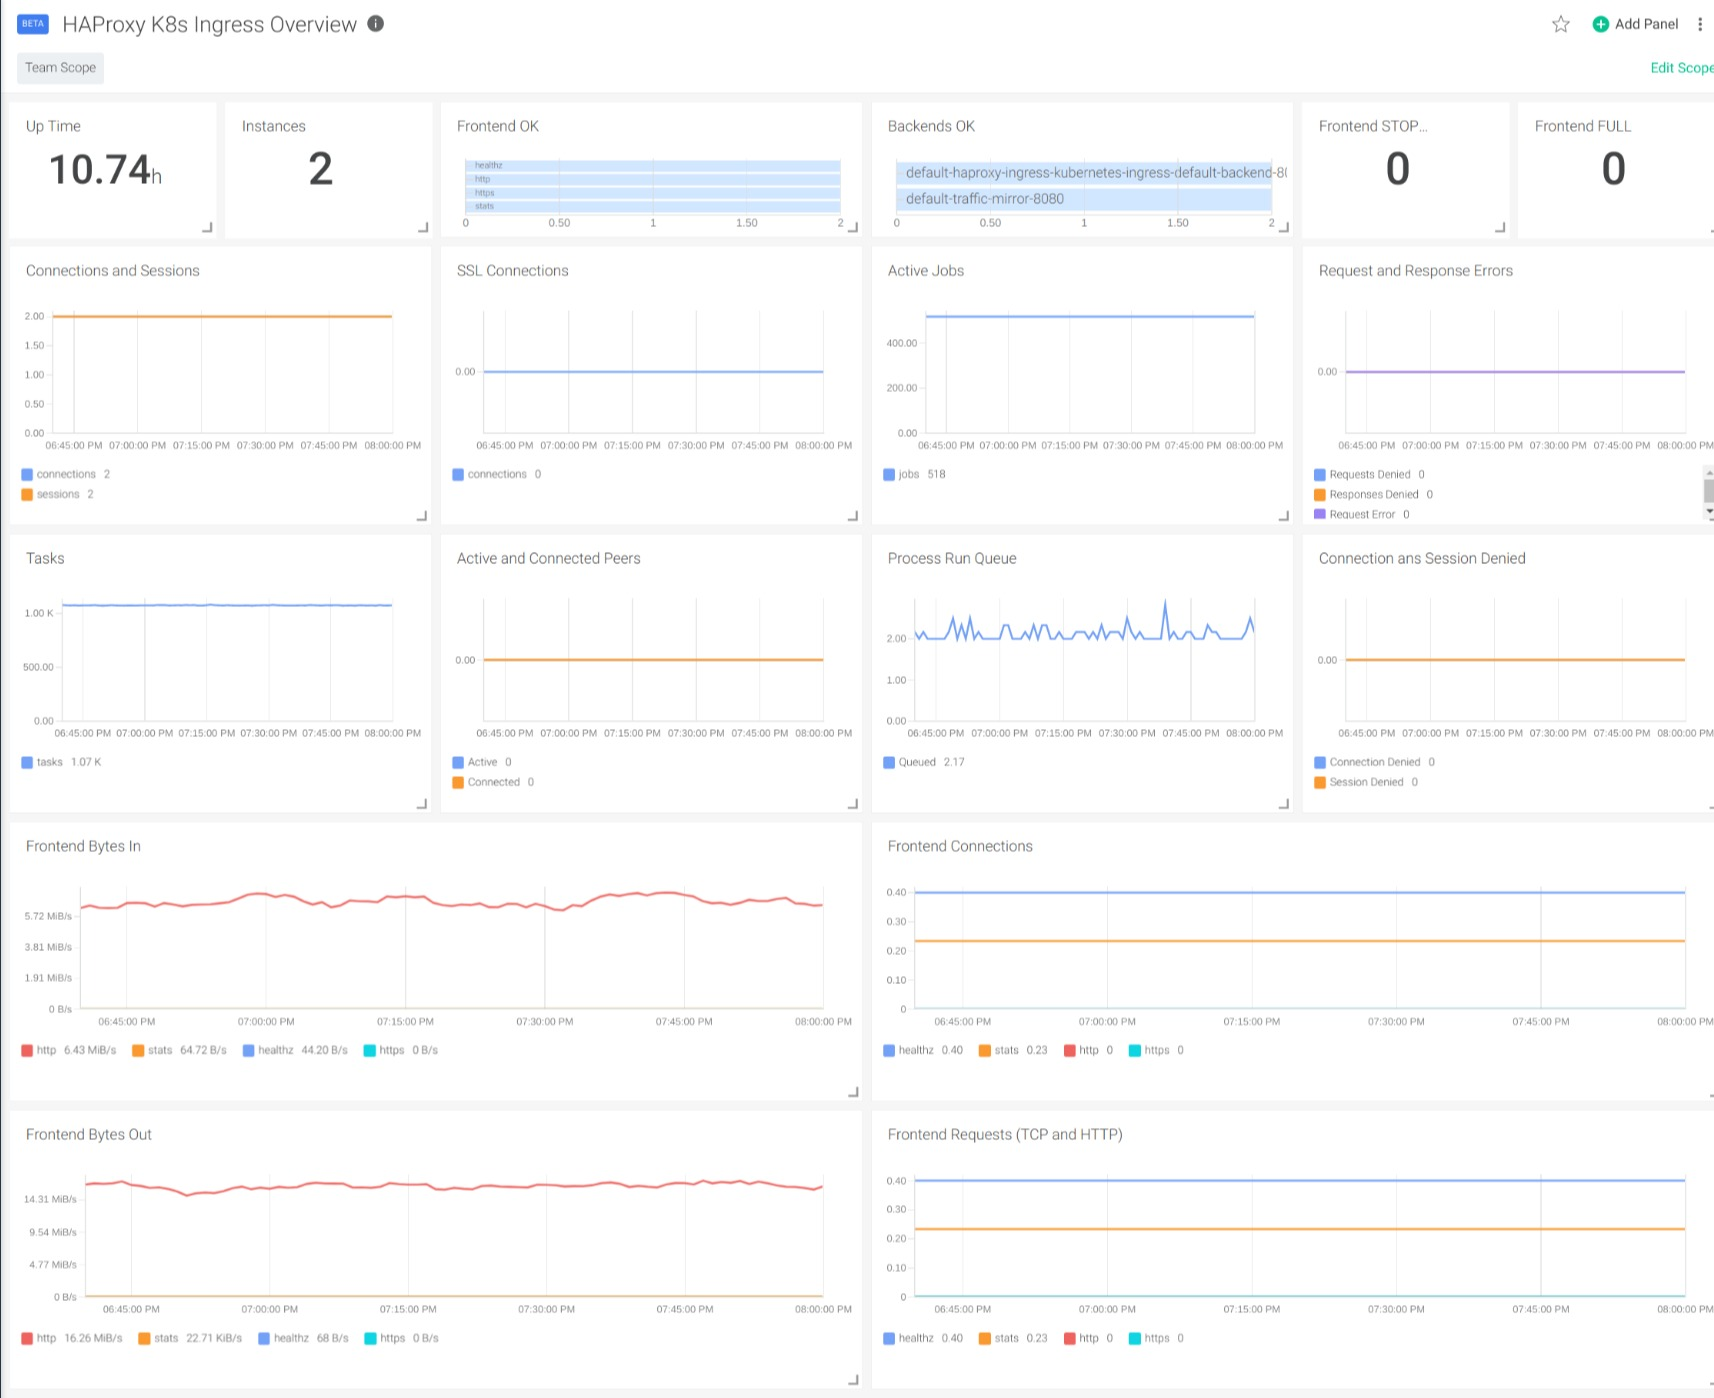 BETA HAProxy K8s Ingress Overview i
Add Panel
Team Scope
Edit Scope
Up Time
10.74h
Instances
2
Frontend OK
healthz
http
https
stats
0 0.50 1 1.50 2
Backends OK
default-haproxy-ingress-kubernetes-ingress-default-backend-80
default-traffic-mirror-8080
0 0.50 1 1.50 2
Frontend STOP...
0
Frontend FULL
0
Connections and Sessions
2.00
1.50
1.00
0.50
0.00
06:45:00 PM 07:00:00 PM 07:15:00 PM 07:30:00 PM 07:45:00 PM 08:00:00 PM
connections 2
sessions 2
SSL Connections
0.00
06:45:00 PM 07:00:00 PM 07:15:00 PM 07:30:00 PM 07:45:00 PM 08:00:00 PM
connections 0
Active Jobs
400.00
200.00
0.00
06:45:00 PM 07:00:00 PM 07:15:00 PM 07:30:00 PM 07:45:00 PM 08:00:00 PM
jobs 518
Request and Response Errors
0.00
06:45:00 PM 07:00:00 PM 07:15:00 PM 07:30:00 PM 07:45:00 PM 08:00:00 PM
Requests Denied 0
Responses Denied 0
Request Error 0
Tasks
1.00 K
500.00
0.00
06:45:00 PM 07:00:00 PM 07:15:00 PM 07:30:00 PM 07:45:00 PM 08:00:00 PM
tasks 1.07 K
Active and Connected Peers
0.00
06:45:00 PM 07:00:00 PM 07:15:00 PM 07:30:00 PM 07:45:00 PM 08:00:00 PM
Active 0
Connected 0
Process Run Queue
2.00
1.00
0.00
06:45:00 PM 07:00:00 PM 07:15:00 PM 07:30:00 PM 07:45:00 PM 08:00:00 PM
Queued 2.17
Connection ans Session Denied
0.00
06:45:00 PM 07:00:00 PM 07:15:00 PM 07:30:00 PM 07:45:00 PM 08:00:00 PM
Connection Denied 0
Session Denied 0
Frontend Bytes In
5.72 MiB/s
3.81 MiB/s
1.91 MiB/s
0 B/s
06:45:00 PM 07:00:00 PM 07:15:00 PM 07:30:00 PM 07:45:00 PM 08:00:00 PM
http 6.43 MiB/s stats 64.72 B/s healthz 44.20 B/s https 0 B/s
Frontend Connections
0.40
0.30
0.20
0.10
0
06:45:00 PM 07:00:00 PM 07:15:00 PM 07:30:00 PM 07:45:00 PM 08:00:00 PM
healthz 0.40 stats 0.23 http 0 https 0
Frontend Bytes Out
14.31 MiB/s
9.54 MiB/s
4.77 MiB/s
0 B/s
06:45:00 PM 07:00:00 PM 07:15:00 PM 07:30:00 PM 07:45:00 PM 08:00:00 PM
http 16.26 MiB/s stats 22.71 KiB/s healthz 68 B/s https 0 B/s
Frontend Requests (TCP and HTTP)
0.40
0.30
0.20
0.10
0
06:45:00 PM 07:00:00 PM 07:15:00 PM 07:30:00 PM 07:45:00 PM 08:00:00 PM
healthz 0.40 stats 0.23 http 0 https 0